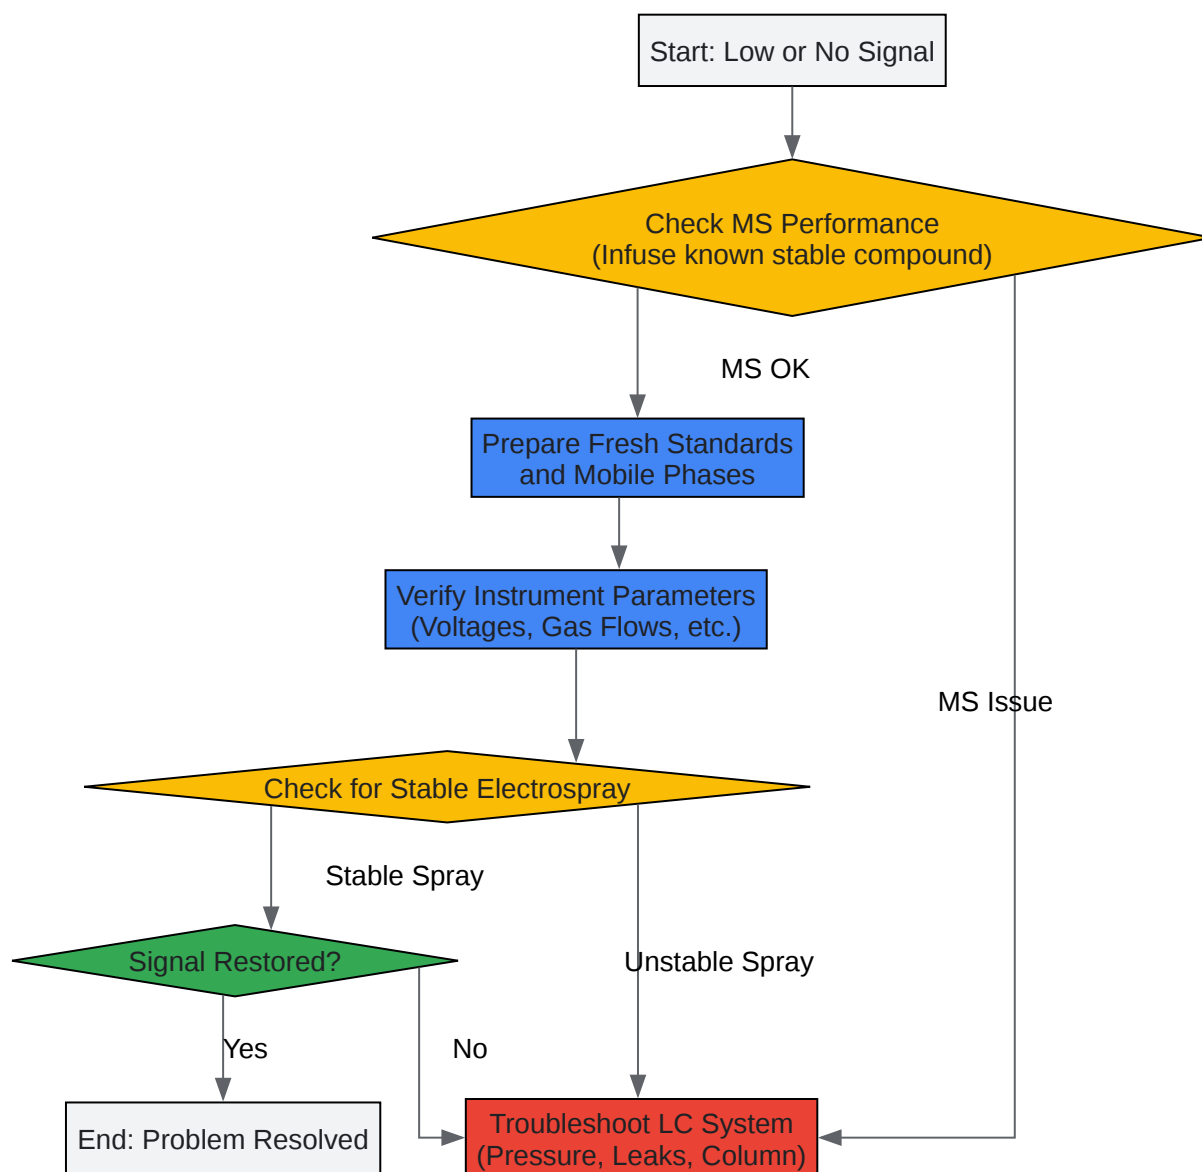 Start: Low or No Signal
Check MS Performance
(Infuse known stable compound)
MS OK
Prepare Fresh Standards
and Mobile Phases
Verify Instrument Parameters
(Voltages, Gas Flows, etc.)
MS Issue
Check for Stable Electrospray
Stable Spray
Signal Restored?
Unstable Spray
Yes
No
End: Problem Resolved
Troubleshoot LC System
(Pressure, Leaks, Column)